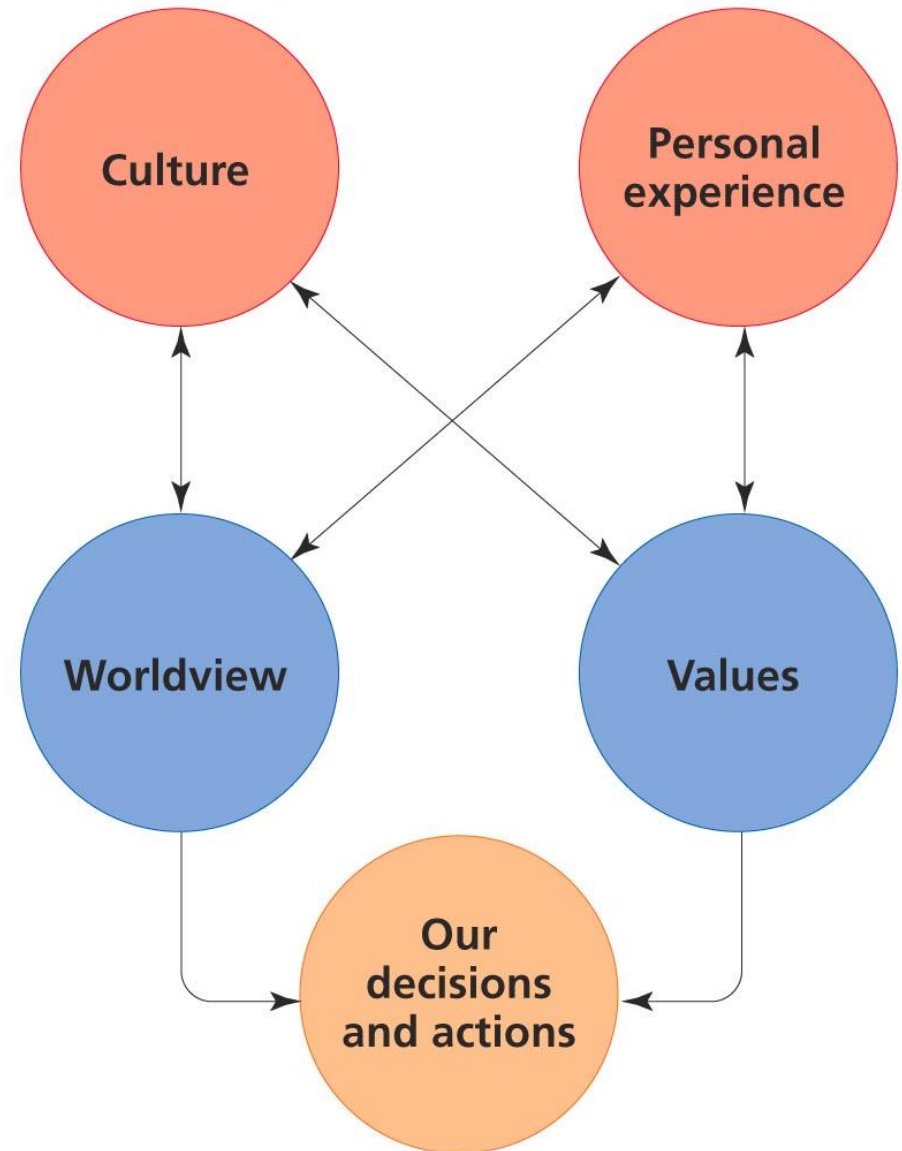 Culture
Personal
experience
Worldview
Values
Our
decisions
and actions